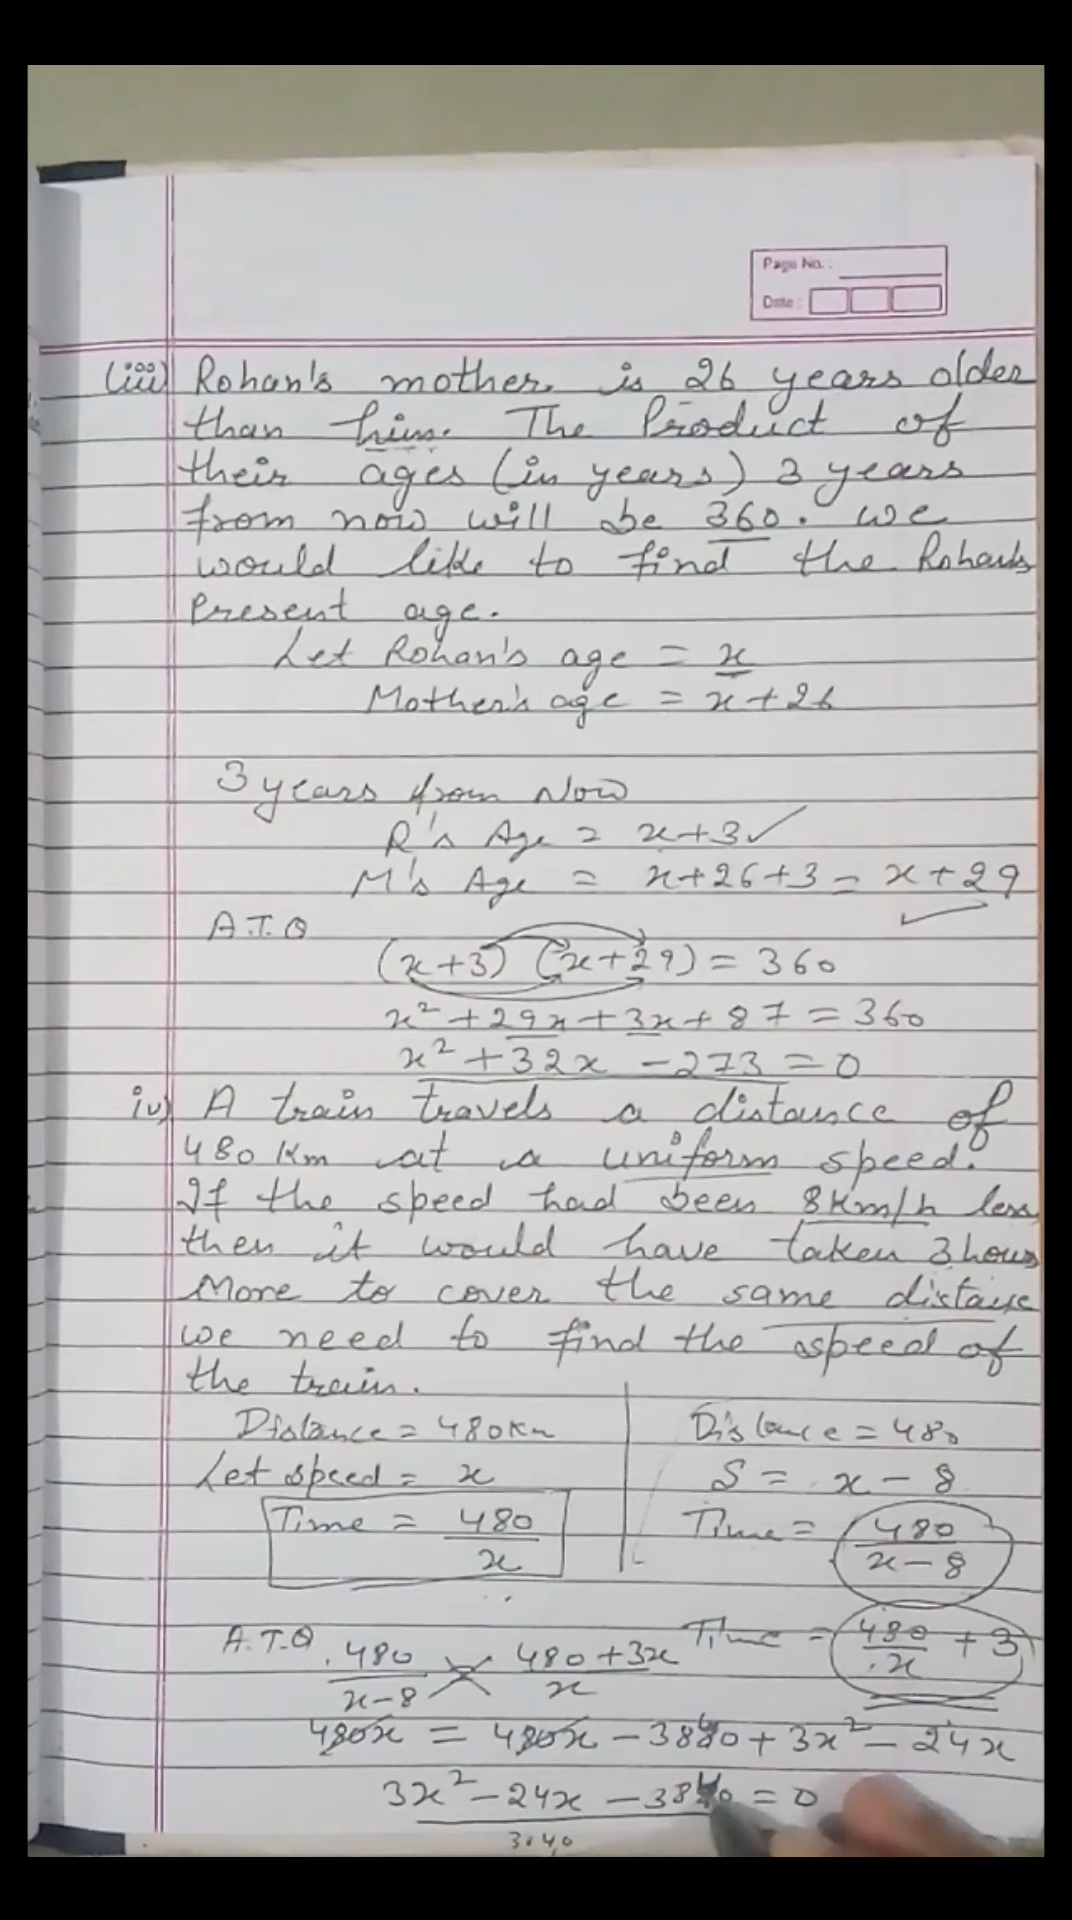 Page No. :
Date :
(iii) Rohan's mother is 26 years older
than him. The Product of
their ages (in years) 3 years
from now will be 360. we
would like to find the Rohan's
Present age.
Let Rohan's age = x
Mother's age = x+26
3 years from Now
R's Age = x+3 ✓
M's Age = x+26+3 = x+29
A.T.Q
(x+3) (x+29) = 360
x² + 29x + 3x + 87 = 360
x² + 32x - 273 = 0
iv) A train travels a distance of
480 Km at a uniform speed.
If the speed had been 8Km/h less
then it would have taken 3 hours
More to cover the same distance
we need to find the speed of
the train.
Distance = 480Km
Let speed = x
Time = 480/x
Distance = 480
S = x - 8
Time = 480/x-8
Time = 480/x + 3
A.T.Q 480/x-8 480+3x/x
480x = 480x - 3840 + 3x² - 24x
3x² - 24x - 3840 = 0